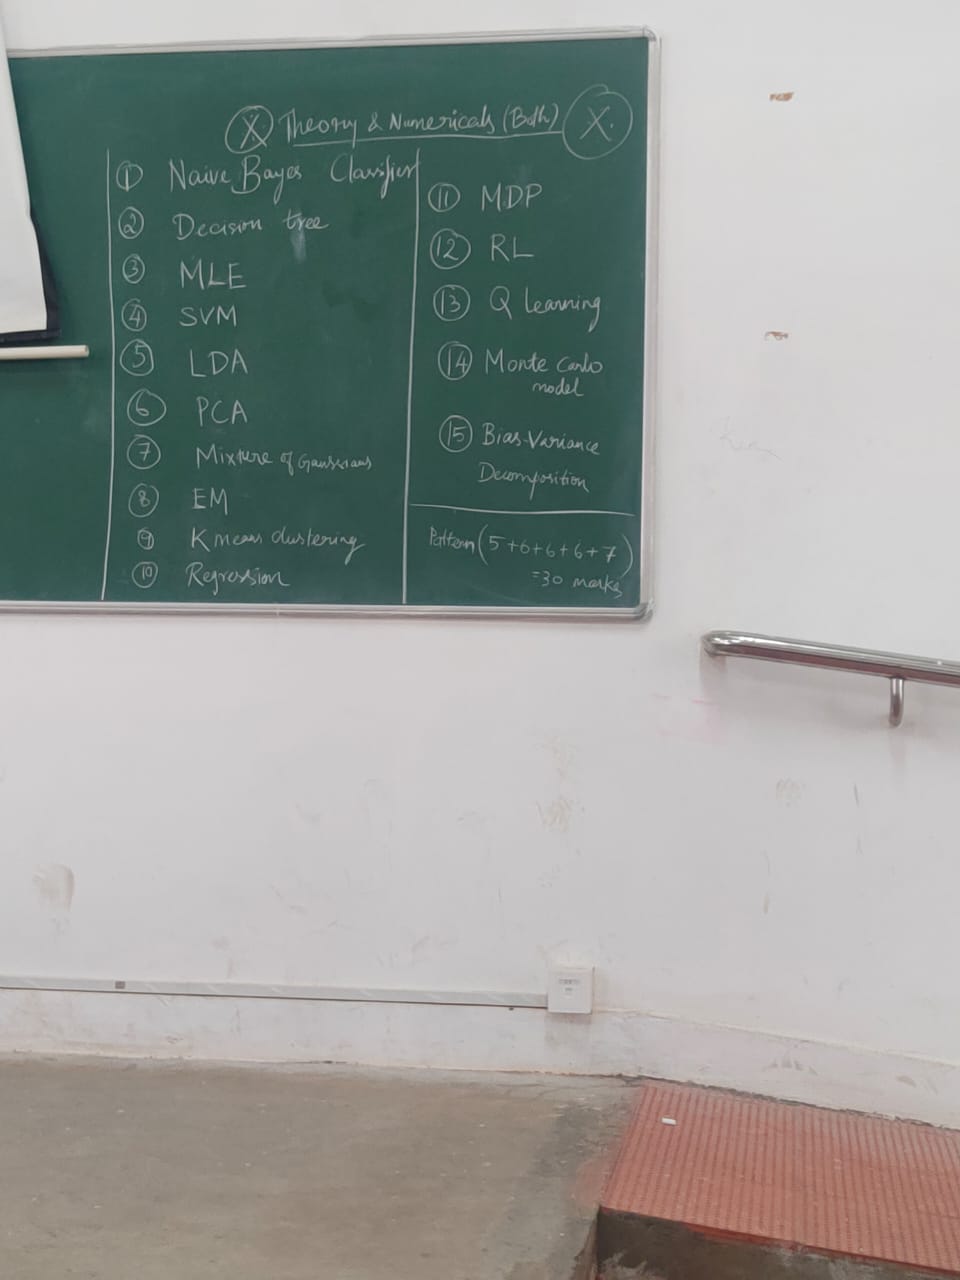 X Theory & Numericals (Both) X.
1 Naive Bayes Classifier
2 Decision tree
3 MLE
4 SVM
5 LDA
6 PCA
7 Mixture of Gaussians
8 EM
9 K means clustering
10 Regression
11 MDP
12 RL
13 Q learning
14 Monte Carlo
model
15 Bias-Variance
Decomposition
Pattern (5+6+6+6+7)
=30 marks